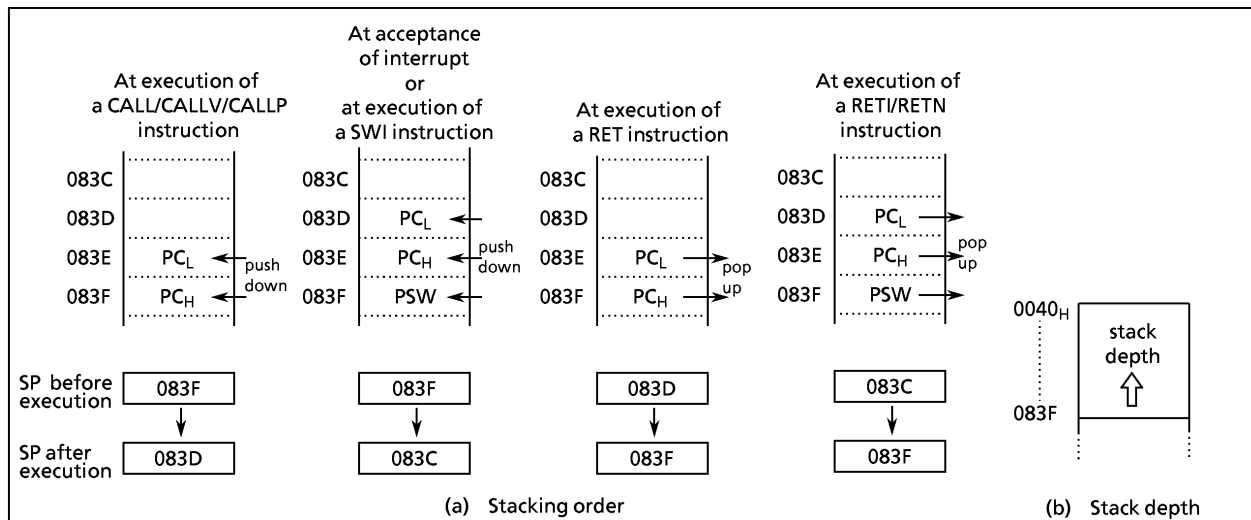 At execution of
a CALL/CALLV/CALLP
instruction
083C
083D
083E PCL
083F PCH
push
down
At acceptance
of interrupt
or
at execution of
a SWI instruction
083C
083D PCL
083E PCH
083F PSW
push
down
At execution of
a RET instruction
083C
083D
083E PCL
083F PCH
pop
up
At execution of
a RETI/RETN
instruction
083C
083D PCL
083E PCH
083F PSW
pop
up
SP before
execution
083F
083F
083D
083C
SP after
execution
083D
083C
083F
083F
(a) Stacking order
0040H
stack
depth
083F
(b) Stack depth